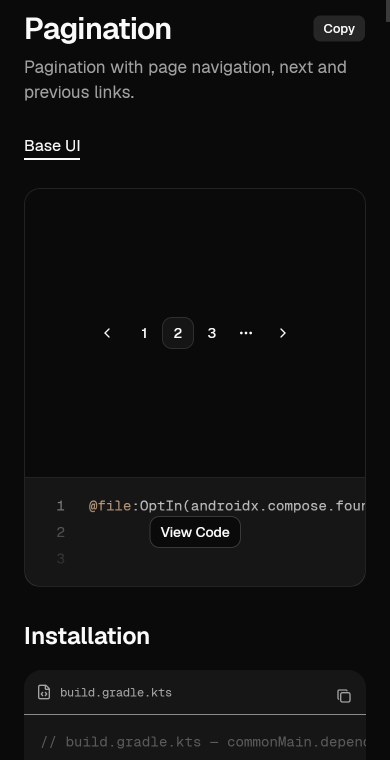 Pagination
Copy
Pagination with page navigation, next and
previous links.
Base UI
1 2 3 ···
1 @file:OptIn(androidx.compose.four
2
View Code
3
Installation
build.gradle.kts
// build.gradle.kts — commonMain.depend